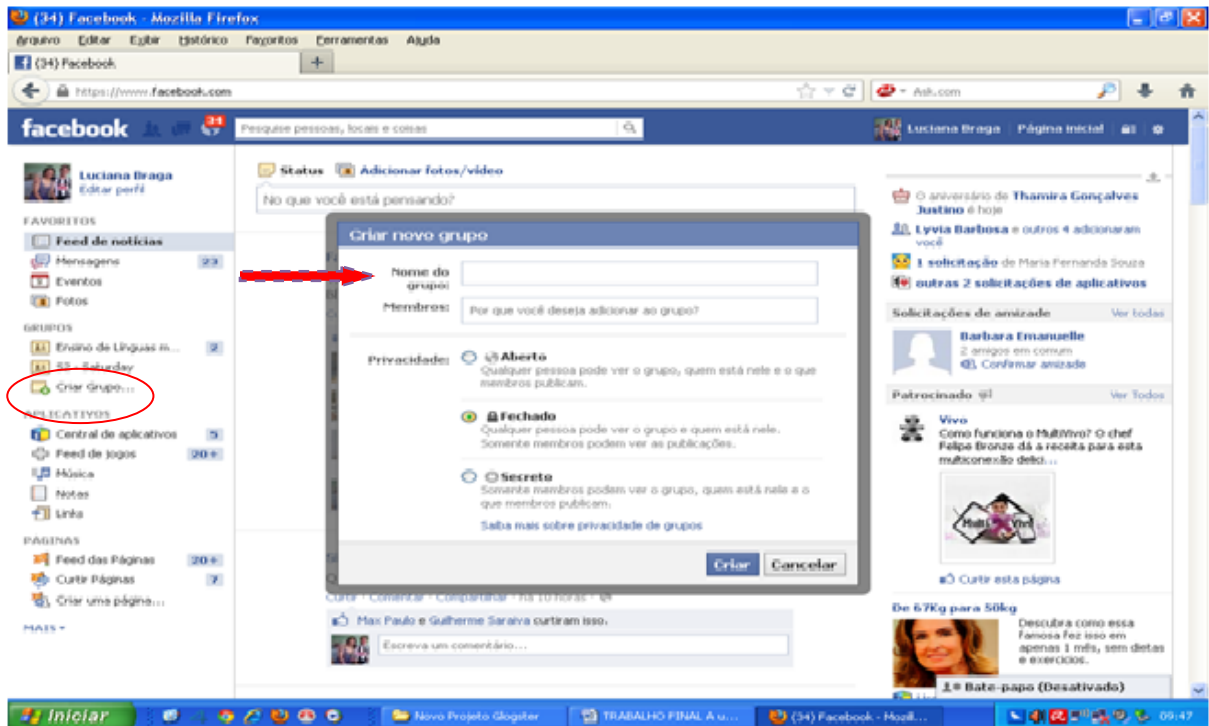 (34) Facebook - Mozilla Firefox
Arquivo Editar Exibir Histórico Favoritos Ferramentas Ajuda
(34) Facebook
https://www.facebook.com
Ask.com
facebook
34
Pesquise pessoas, locais e coisas
Luciana Braga
Página inicial
Luciana Braga
Editar perfil
FAVORITOS
Feed de notícias
Mensagens 23
Eventos
Fotos
GRUPOS
Ensino de Línguas m... 2
S2 - Saturday
Criar Grupo...
APLICATIVOS
Central de aplicativos 5
Feed de jogos 20+
Música
Notas
Links
PÁGINAS
Feed das Páginas 20+
Curtir Páginas 7
Criar uma página...
MAIS
Status Adicionar fotos/vídeo
No que você está pensando?
Criar novo grupo
Nome do
grupo:
Membros: Por que você deseja adicionar ao grupo?
Privacidade: Aberto
Qualquer pessoa pode ver o grupo, quem está nele e o que
membros publicam.
Fechado
Qualquer pessoa pode ver o grupo e quem está nele.
Somente membros podem ver as publicações.
Secreto
Somente membros podem ver o grupo, quem está nele e o
que membros publicam.
Saiba mais sobre privacidade de grupos
Criar Cancelar
Curtir · Comentar · Compartilhar · há 10 horas
Max Paulo e Guilherme Saraiva curtiram isso.
Escreva um comentário...
O aniversário de Thamira Gonçalves
Justino é hoje
Lyvia Barbosa e outros 4 adicionaram
você
1 solicitação de Maria Fernanda Souza
outras 2 solicitações de aplicativos
Solicitações de amizade Ver todas
Barbara Emanuelle
2 amigos em comum
Confirmar amizade
Patrocinado Ver Todos
Vivo
Como funciona o MultiVivo? O chef
Felipe Bronze dá a receita para esta
multiconexão delici...
Multi Vivo
Curtir esta página
De 67Kg para 50kg
Descubra como essa
famosa fez isso em
apenas 1 mês, sem dietas
e exercícios.
Bate-papo (Desativado)
Iniciar
Novo Projeto Glogster
TRABALHO FINAL A u...
(34) Facebook - Mozil...
09:47